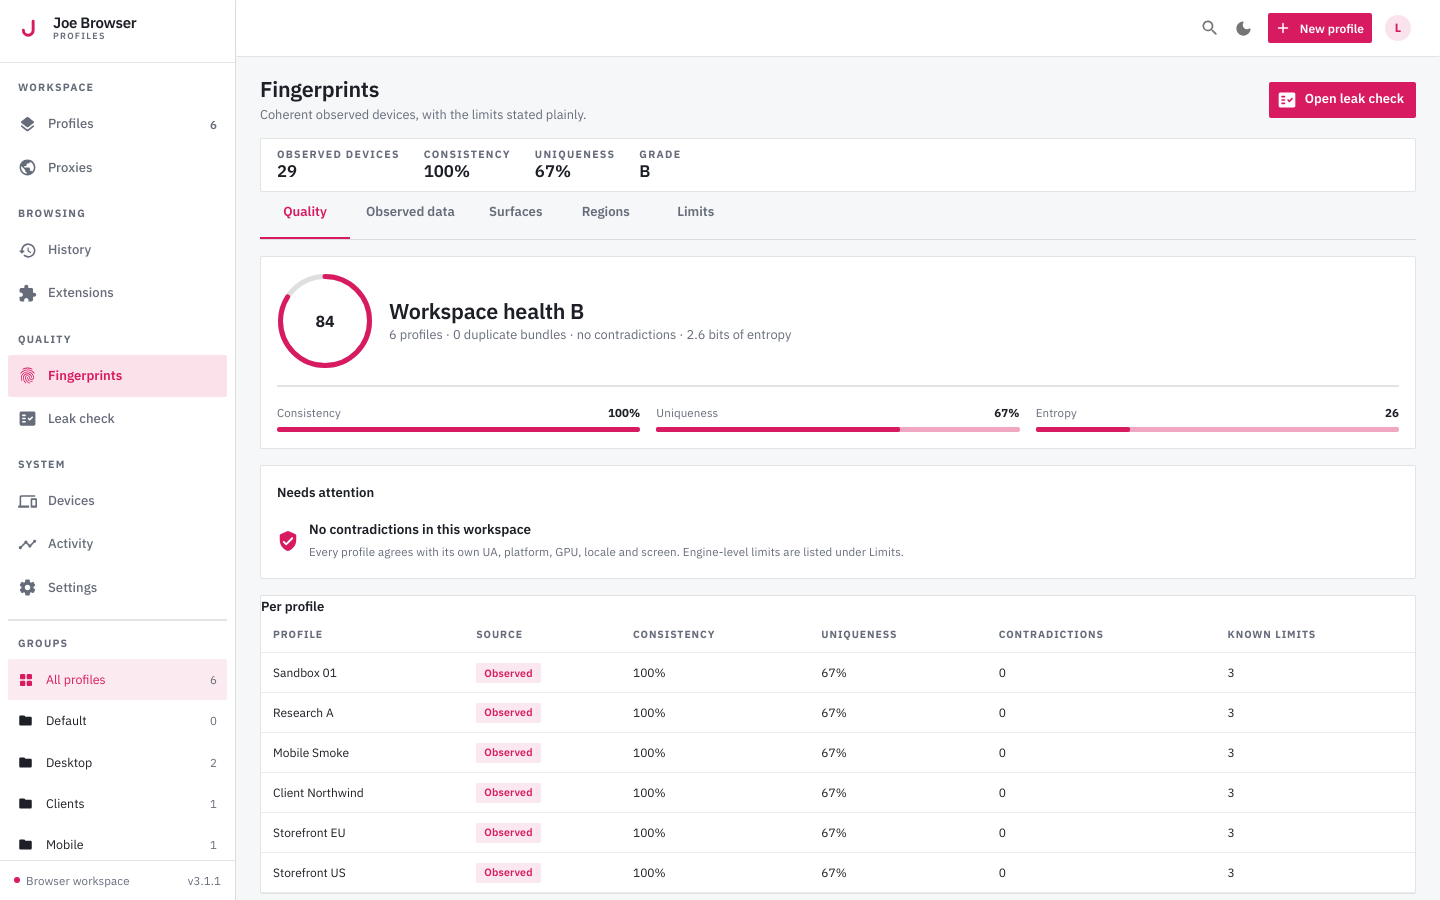 Joe Browser
PROFILES
WORKSPACE
Profiles 6
Proxies
BROWSING
History
Extensions
QUALITY
Fingerprints
Leak check
SYSTEM
Devices
Activity
Settings
GROUPS
All profiles 6
Default 0
Desktop 2
Clients 1
Mobile 1
Browser workspace v3.1.1
New profile L
Fingerprints
Coherent observed devices, with the limits stated plainly.
Open leak check
OBSERVED DEVICES CONSISTENCY UNIQUENESS GRADE
29 100% 67% B
Quality Observed data Surfaces Regions Limits
84
Workspace health B
6 profiles · 0 duplicate bundles · no contradictions · 2.6 bits of entropy
Consistency 100% Uniqueness 67% Entropy 26
Needs attention
No contradictions in this workspace
Every profile agrees with its own UA, platform, GPU, locale and screen. Engine-level limits are listed under Limits.
Per profile
PROFILE SOURCE CONSISTENCY UNIQUENESS CONTRADICTIONS KNOWN LIMITS
Sandbox 01 Observed 100% 67% 0 3
Research A Observed 100% 67% 0 3
Mobile Smoke Observed 100% 67% 0 3
Client Northwind Observed 100% 67% 0 3
Storefront EU Observed 100% 67% 0 3
Storefront US Observed 100% 67% 0 3